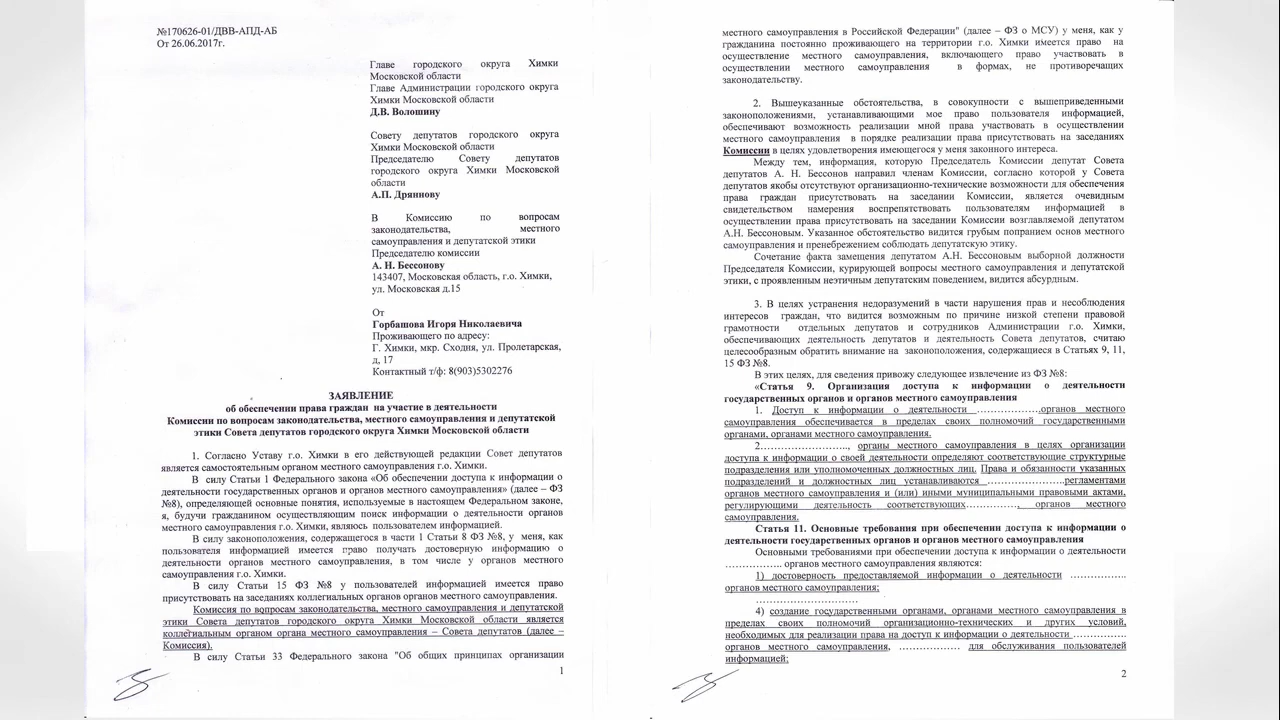 №170626-01/ДВВ-АПД-АБ
От 26.06.2017г.
Главе городского округа Химки
Московской области
Главе Администрации городского округа
Химки Московской области
Д.В. Волошину
Совету депутатов городского округа
Химки Московской области
Председателю Совету депутатов
городского округа Химки Московской
области
А.П. Дряннову
В Комиссию по вопросам
законодательства, местного
самоуправления и депутатской этики
Председателю комиссии
А. Н. Бессонову
143407, Московская область, г.о. Химки,
ул. Московская д.15
От
Горбашова Игоря Николаевича
Проживающего по адресу:
Г. Химки, мкр. Сходня, ул. Пролетарская,
д, 17
Контактный т/ф: 8(903)5302276
ЗАЯВЛЕНИЕ
об обеспечении права граждан на участие в деятельности
Комиссии по вопросам законодательства, местного самоуправления и депутатской
этики Совета депутатов городского округа Химки Московской области
1. Согласно Уставу г.о. Химки в его действующей редакции Совет депутатов
является самостоятельным органом местного самоуправления г.о. Химки.
В силу Статьи 1 Федерального закона «Об обеспечении доступа к информации о
деятельности государственных органов и органов местного самоуправления» (далее – ФЗ
№8), определяющей основные понятия, используемые в настоящем Федеральном законе,
я, будучи гражданином осуществляющим поиск информации о деятельности органов
местного самоуправления г.о. Химки, являюсь пользователем информацией.
В силу законоположения, содержащегося в части 1 Статьи 8 ФЗ №8, у меня, как
пользователя информацией имеется право получать достоверную информацию о
деятельности органов местного самоуправления, в том числе у органов местного
самоуправления г.о. Химки.
В силу Статьи 15 ФЗ №8 у пользователей информацией имеется право
присутствовать на заседаниях коллегиальных органов органов местного самоуправления.
Комиссия по вопросам законодательства, местного самоуправления и депутатской
этики Совета депутатов городского округа Химки Московской области является
коллегиальным органом органа местного самоуправления – Совета депутатов (далее –
Комиссия).
В силу Статьи 33 Федерального закона "Об общих принципах организации
1
местного самоуправления в Российской Федерации" (далее – ФЗ о МСУ) у меня, как у
гражданина постоянно проживающего на территории г.о. Химки имеется право на
осуществление местного самоуправления, включающего право участвовать в
осуществлении местного самоуправления в формах, не противоречащих
законодательству.
2. Вышеуказанные обстоятельства, в совокупности с вышеприведенными
законоположениями, устанавливающими мое право пользователя информацией,
обеспечивают возможность реализации мной права участвовать в осуществлении
местного самоуправления в порядке реализации права присутствовать на заседаниях
Комиссии в целях удовлетворения имеющегося у меня законного интереса.
Между тем, информация, которую Председатель Комиссии депутат Совета
депутатов А. Н. Бессонов направил членам Комиссии, согласно которой у Совета
депутатов якобы отсутствуют организационно-технические возможности для обеспечения
права граждан присутствовать на заседании Комиссии, является очевидным
свидетельством намерения воспрепятствовать пользователям информацией в
осуществлении права присутствовать на заседании Комиссии возглавляемой депутатом
А.Н. Бессоновым. Указанное обстоятельство видится грубым попранием основ местного
самоуправления и пренебрежением соблюдать депутатскую этику.
Сочетание факта замещения депутатом А.Н. Бессоновым выборной должности
Председателя Комиссии, курирующей вопросы местного самоуправления и депутатской
этики, с проявленным неэтичным депутатским поведением, видится абсурдным.
3. В целях устранения недоразумений в части нарушения прав и несоблюдения
интересов граждан, что видится возможным по причине низкой степени правовой
грамотности отдельных депутатов и сотрудников Администрации г.о. Химки,
обеспечивающих деятельность депутатов и деятельность Совета депутатов, считаю
целесообразным обратить внимание на законоположения, содержащиеся в Статьях 9, 11,
15 ФЗ №8.
В этих целях, для сведения привожу следующее извлечение из ФЗ №8:
«Статья 9. Организация доступа к информации о деятельности
государственных органов и органов местного самоуправления
1. Доступ к информации о деятельности ………………,органов местного
самоуправления обеспечивается в пределах своих полномочий государственными
органами, органами местного самоуправления.
2…………………….., органы местного самоуправления в целях организации
доступа к информации о своей деятельности определяют соответствующие структурные
подразделения или уполномоченных должностных лиц. Права и обязанности указанных
подразделений и должностных лиц устанавливаются ………………….регламентами
органов местного самоуправления и (или) иными муниципальными правовыми актами,
регулирующими деятельность соответствующих…………., органов местного
самоуправления.
Статья 11. Основные требования при обеспечении доступа к информации о
деятельности государственных органов и органов местного самоуправления
Основными требованиями при обеспечении доступа к информации о деятельности
…………….. органов местного самоуправления являются:
1) достоверность предоставляемой информации о деятельности ……………..
органов местного самоуправления;
………………………….
4) создание государственными органами, органами местного самоуправления в
пределах своих полномочий организационно-технических и других условий,
необходимых для реализации права на доступ к информации о деятельности ……………
органов местного самоуправления, ……………… для обслуживания пользователей
информацией;
2